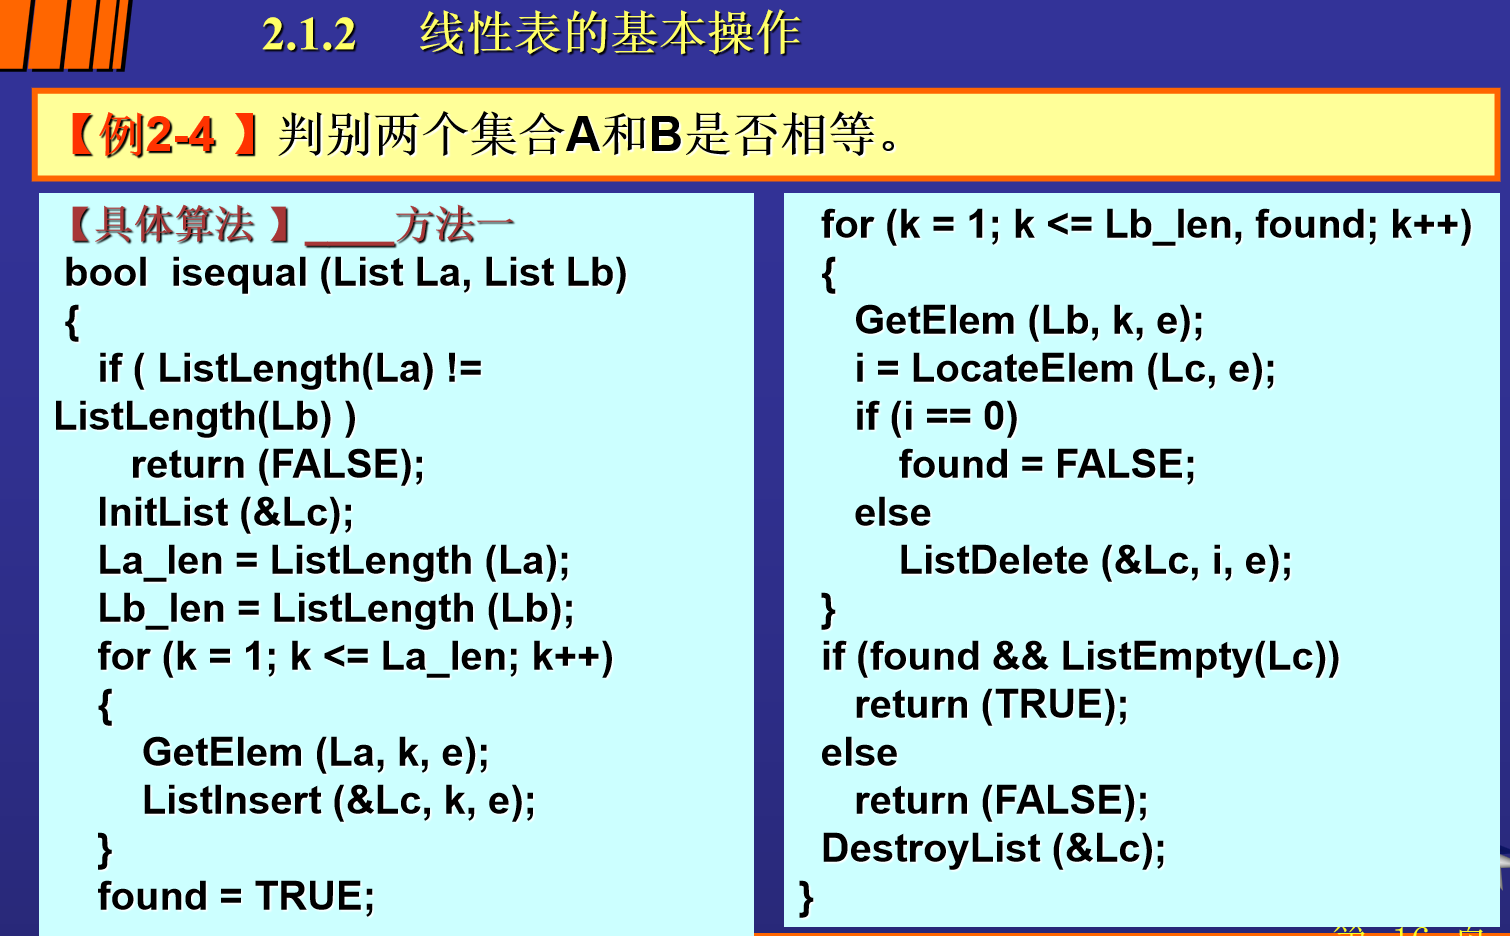 2.1.2 线性表的基本操作
【例2-4 】判别两个集合A和B是否相等。
【具体算法 】____方法一
bool isequal (List La, List Lb)
{
if ( ListLength(La) !=
ListLength(Lb) )
return (FALSE);
InitList (&Lc);
La_len = ListLength (La);
Lb_len = ListLength (Lb);
for (k = 1; k <= La_len; k++)
{
GetElem (La, k, e);
ListInsert (&Lc, k, e);
}
found = TRUE;
for (k = 1; k <= Lb_len, found; k++)
{
GetElem (Lb, k, e);
i = LocateElem (Lc, e);
if (i == 0)
found = FALSE;
else
ListDelete (&Lc, i, e);
}
if (found && ListEmpty(Lc))
return (TRUE);
else
return (FALSE);
DestroyList (&Lc);
}
第 16 页